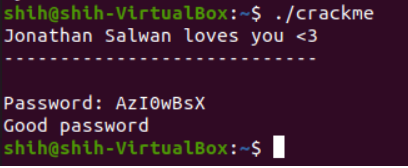 shih@shih-VirtualBox:~$ ./crackme
Jonathan Salwan loves you <3
----------------------------
Password: AzI0wBsX
Good password
shih@shih-VirtualBox:~$